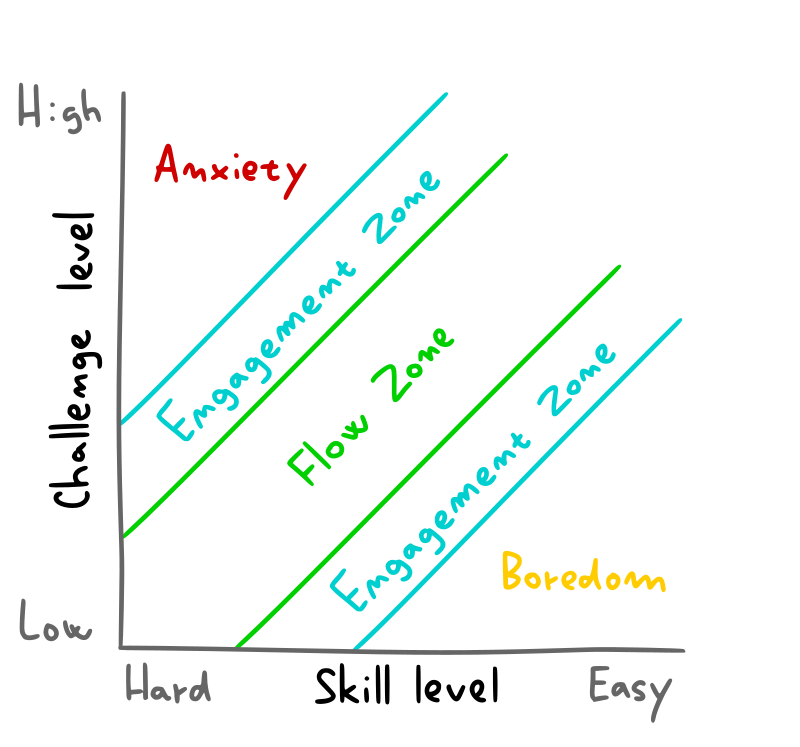 High
Anxiety
Engagement Zone
Challenge level
Flow Zone
Engagement Zone
Boredom
Low
Hard
Skill level
Easy